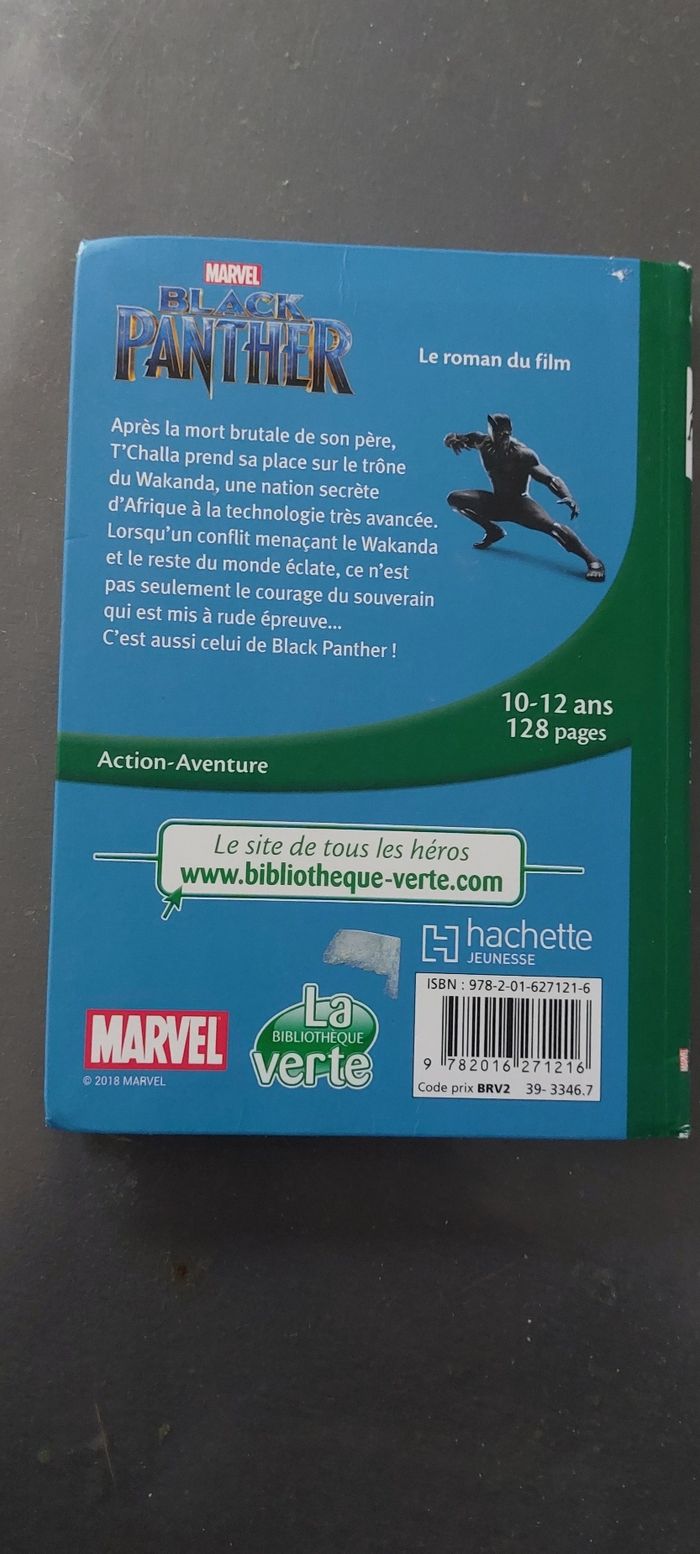 MARVEL
BLACK
PANTHER
Le roman du film
Après la mort brutale de son père,
T'Challa prend sa place sur le trône
du Wakanda, une nation secrète
d'Afrique à la technologie très avancée.
Lorsqu'un conflit menaçant le Wakanda
et le reste du monde éclate, ce n'est
pas seulement le courage du souverain
qui est mis à rude épreuve...
C'est aussi celui de Black Panther !
10-12 ans
128 pages
Action-Aventure
Le site de tous les héros
www.bibliotheque-verte.com
hachette
JEUNESSE
ISBN : 978-2-01-627121-6
9 782016 271216
Code prix BRV2 39- 3346.7
La
BIBLIOTHEQUE
verte
MARVEL
© 2018 MARVEL